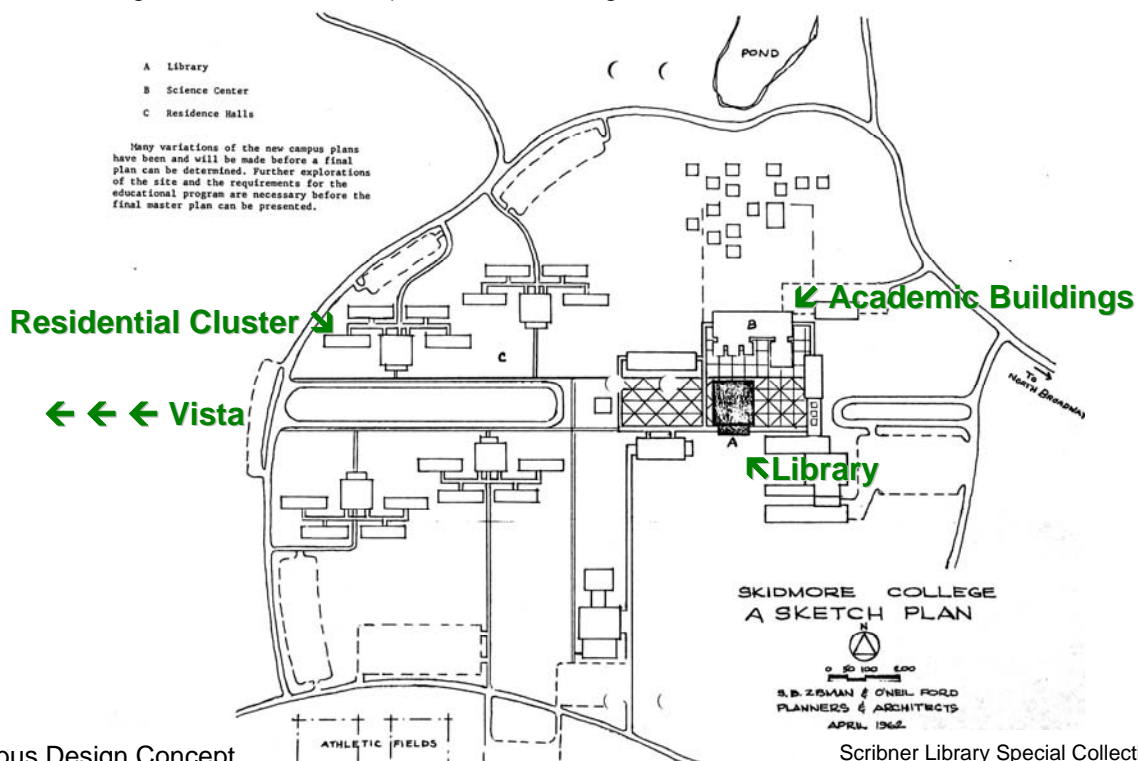 POND
A Library
B Science Center
C Residence Halls
Many variations of the new campus plans
have been and will be made before a final
plan can be determined. Further explorations
of the site and the requirements for the
educational program are necessary before the
final master plan can be presented.
↙ Academic Buildings
Residential Cluster ↘
B
C
TO
NORTH BROADWAY
← ← ← Vista
A
↖Library
SKIDMORE COLLEGE
A SKETCH PLAN
N
0 50 100 200
S. B. ZISMAN & O'NEIL FORD
PLANNERS & ARCHITECTS
APRIL 1962
ATHLETIC FIELDS
Design Concept
Scribner Library Special